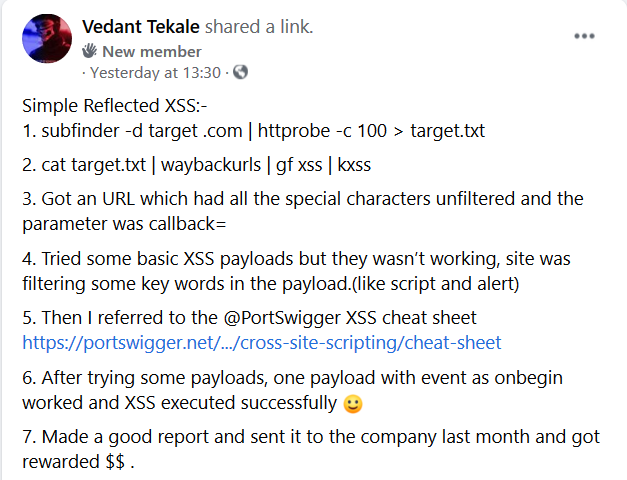 Vedant Tekale shared a link.
New member
· Yesterday at 13:30 ·
Simple Reflected XSS:-
1. subfinder -d target .com | httprobe -c 100 > target.txt
2. cat target.txt | waybackurls | gf xss | kxss
3. Got an URL which had all the special characters unfiltered and the
parameter was callback=
4. Tried some basic XSS payloads but they wasn’t working, site was
filtering some key words in the payload.(like script and alert)
5. Then I referred to the @PortSwigger XSS cheat sheet
https://portswigger.net/.../cross-site-scripting/cheat-sheet
6. After trying some payloads, one payload with event as onbegin
worked and XSS executed successfully 🙂
7. Made a good report and sent it to the company last month and got
rewarded $$ .